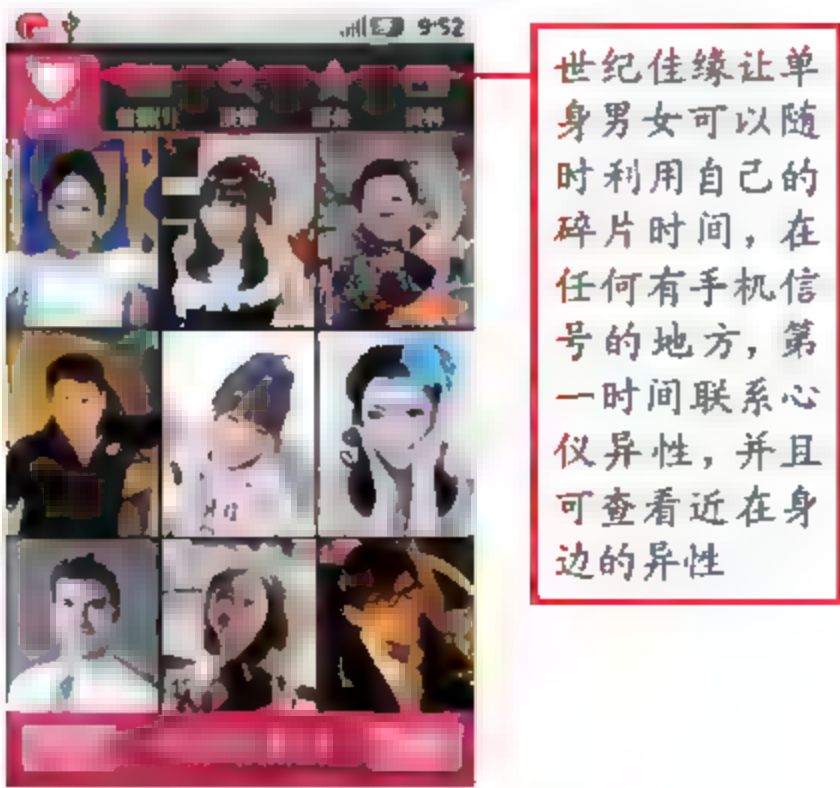 9:52
世纪佳缘让单
身男女可以随
时利用自己的
碎片时间，在
任何有手机信
号的地方，第
一时间联系心
仪异性，并且
可查看近在身
边的异性